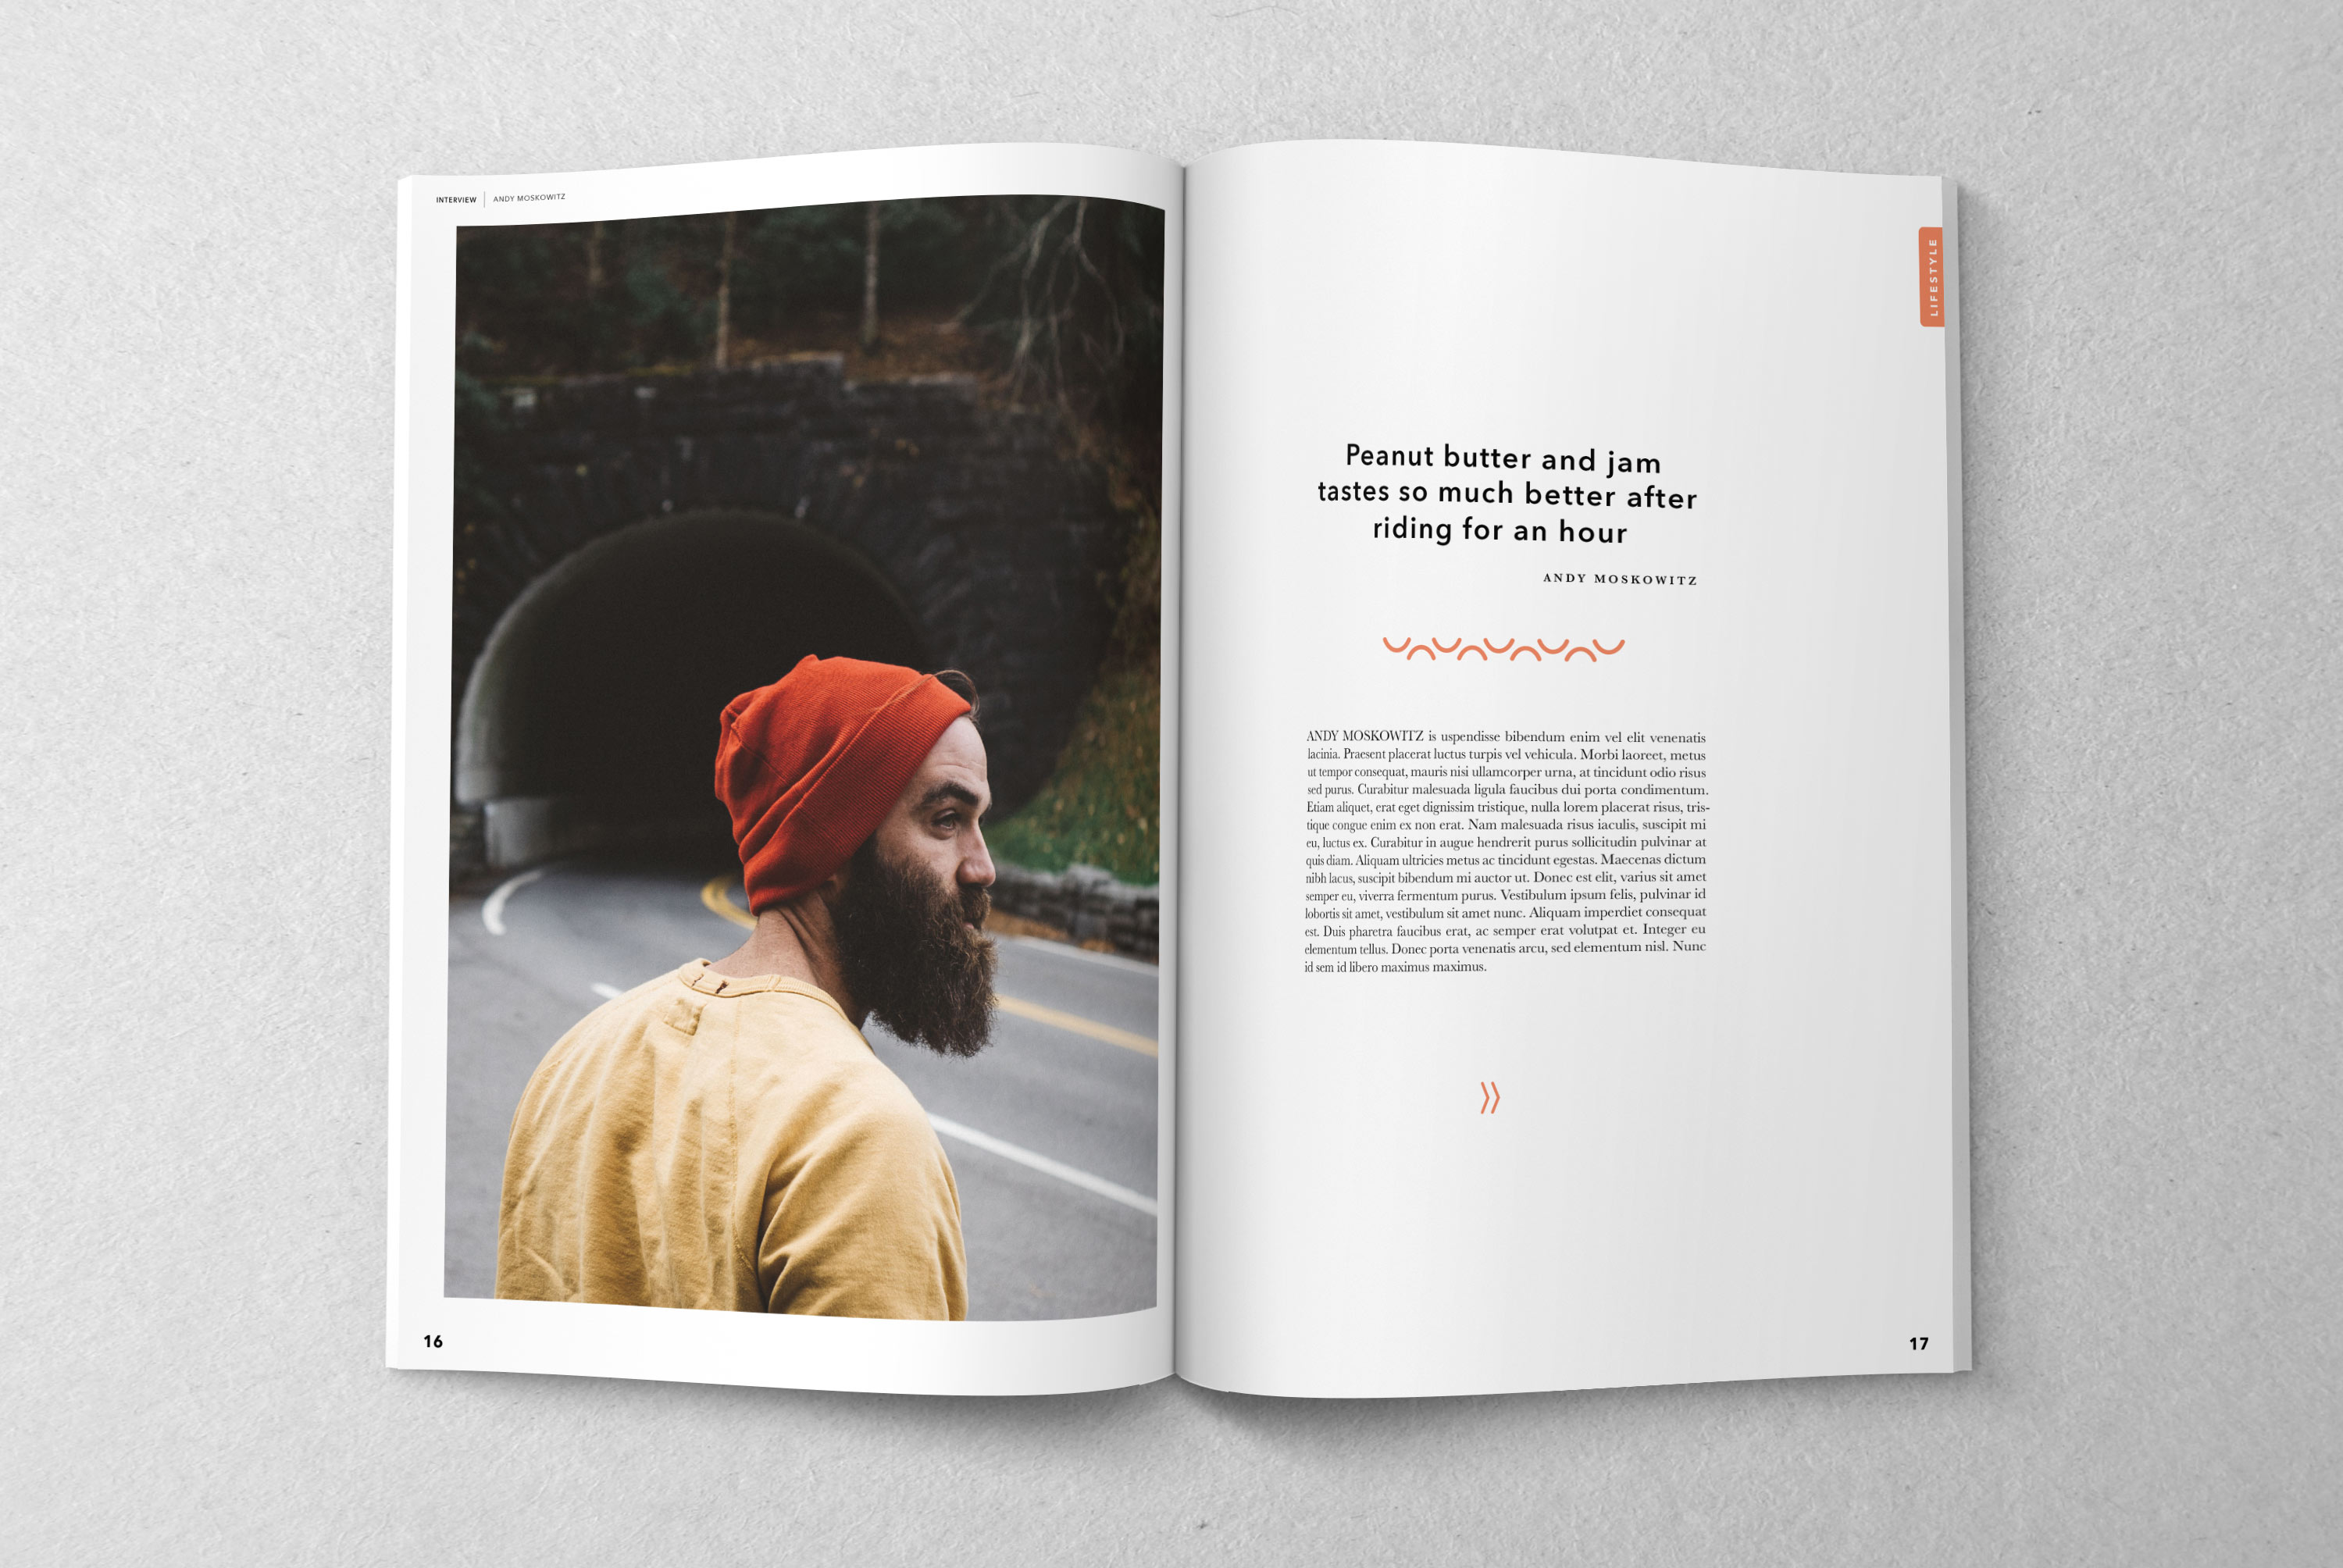 INTERVIEW | ANDY MOSKOWITZ
16
LIFESTYLE
Peanut butter and jam
tastes so much better after
riding for an hour
ANDY MOSKOWITZ
ANDY MOSKOWITZ is uspendisse bibendum enim vel elit venenatis
lacinia. Praesent placerat luctus turpis vel vehicula. Morbi laoreet, metus
ut tempor consequat, mauris nisi ullamcorper urna, at tincidunt odio risus
sed purus. Curabitur malesuada ligula faucibus dui porta condimentum.
Etiam aliquet, erat eget dignissim tristique, nulla lorem placerat risus, tris-
tique congue enim ex non erat. Nam malesuada risus iaculis, suscipit mi
eu, luctus ex. Curabitur in augue hendrerit purus sollicitudin pulvinar at
quis diam. Aliquam ultricies metus ac tincidunt egestas. Maecenas dictum
nibh lacus, suscipit bibendum mi auctor ut. Donec est elit, varius sit amet
semper eu, viverra fermentum purus. Vestibulum ipsum felis, pulvinar id
lobortis sit amet, vestibulum sit amet nunc. Aliquam imperdiet consequat
est. Duis pharetra faucibus erat, ac semper erat volutpat et. Integer eu
elementum tellus. Donec porta venenatis arcu, sed elementum nisl. Nunc
id sem id libero maximus maximus.
17